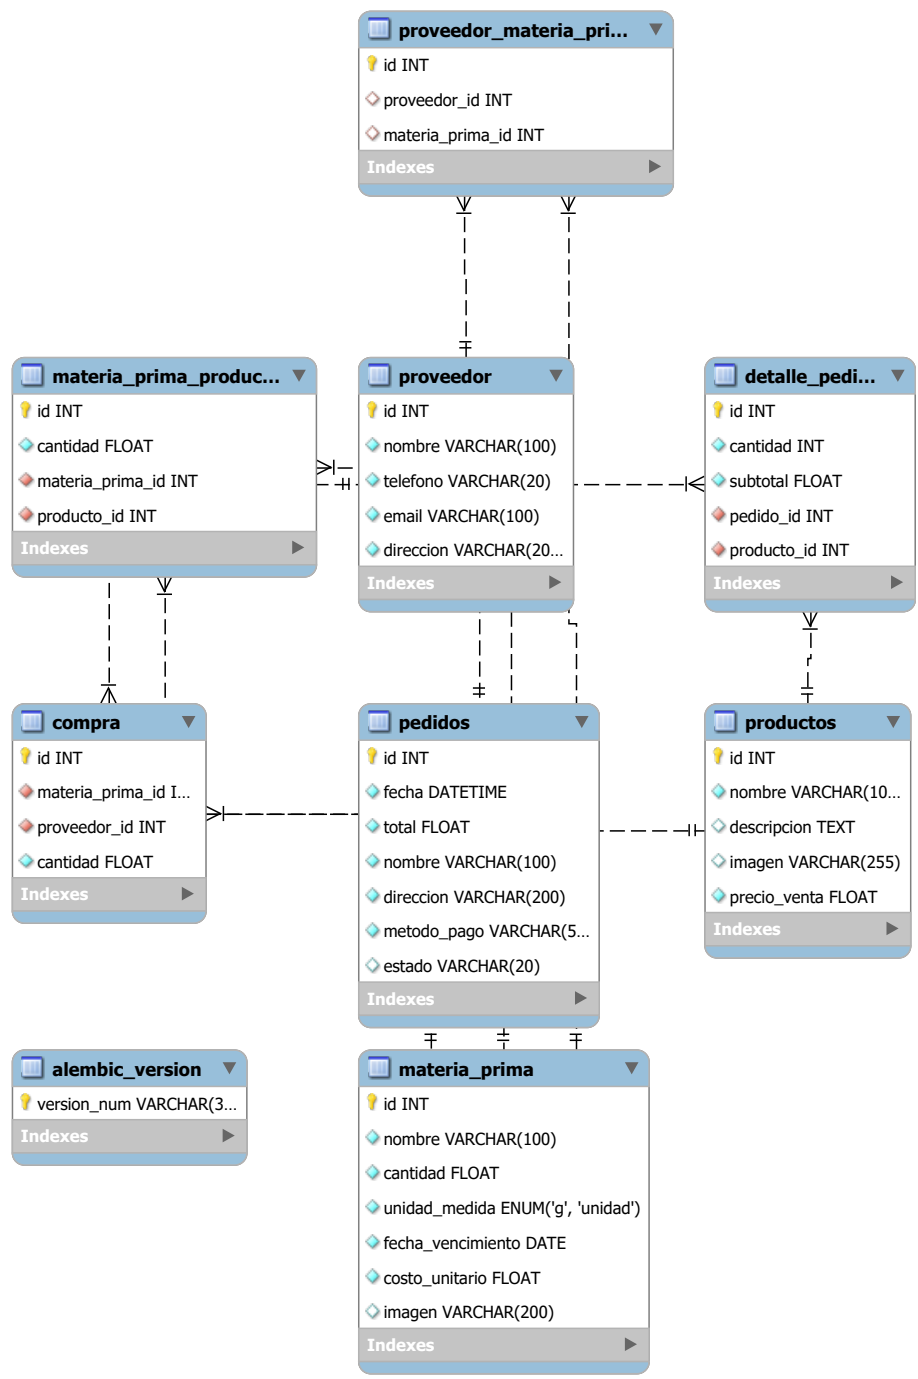 proveedor_materia_pri...
id INT
proveedor_id INT
materia_prima_id INT
Indexes
materia_prima_produc...
id INT
cantidad FLOAT
materia_prima_id INT
producto_id INT
Indexes
proveedor
id INT
nombre VARCHAR(100)
telefono VARCHAR(20)
email VARCHAR(100)
direccion VARCHAR(20...
Indexes
detalle_pedi...
id INT
cantidad INT
subtotal FLOAT
pedido_id INT
producto_id INT
Indexes
compra
id INT
materia_prima_id I...
proveedor_id INT
cantidad FLOAT
Indexes
pedidos
id INT
fecha DATETIME
total FLOAT
nombre VARCHAR(100)
direccion VARCHAR(200)
metodo_pago VARCHAR(5...
estado VARCHAR(20)
Indexes
productos
id INT
nombre VARCHAR(10...
descripcion TEXT
imagen VARCHAR(255)
precio_venta FLOAT
Indexes
alembic_version
version_num VARCHAR(3...
Indexes
materia_prima
id INT
nombre VARCHAR(100)
cantidad FLOAT
unidad_medida ENUM('g', 'unidad')
fecha_vencimiento DATE
costo_unitario FLOAT
imagen VARCHAR(200)
Indexes